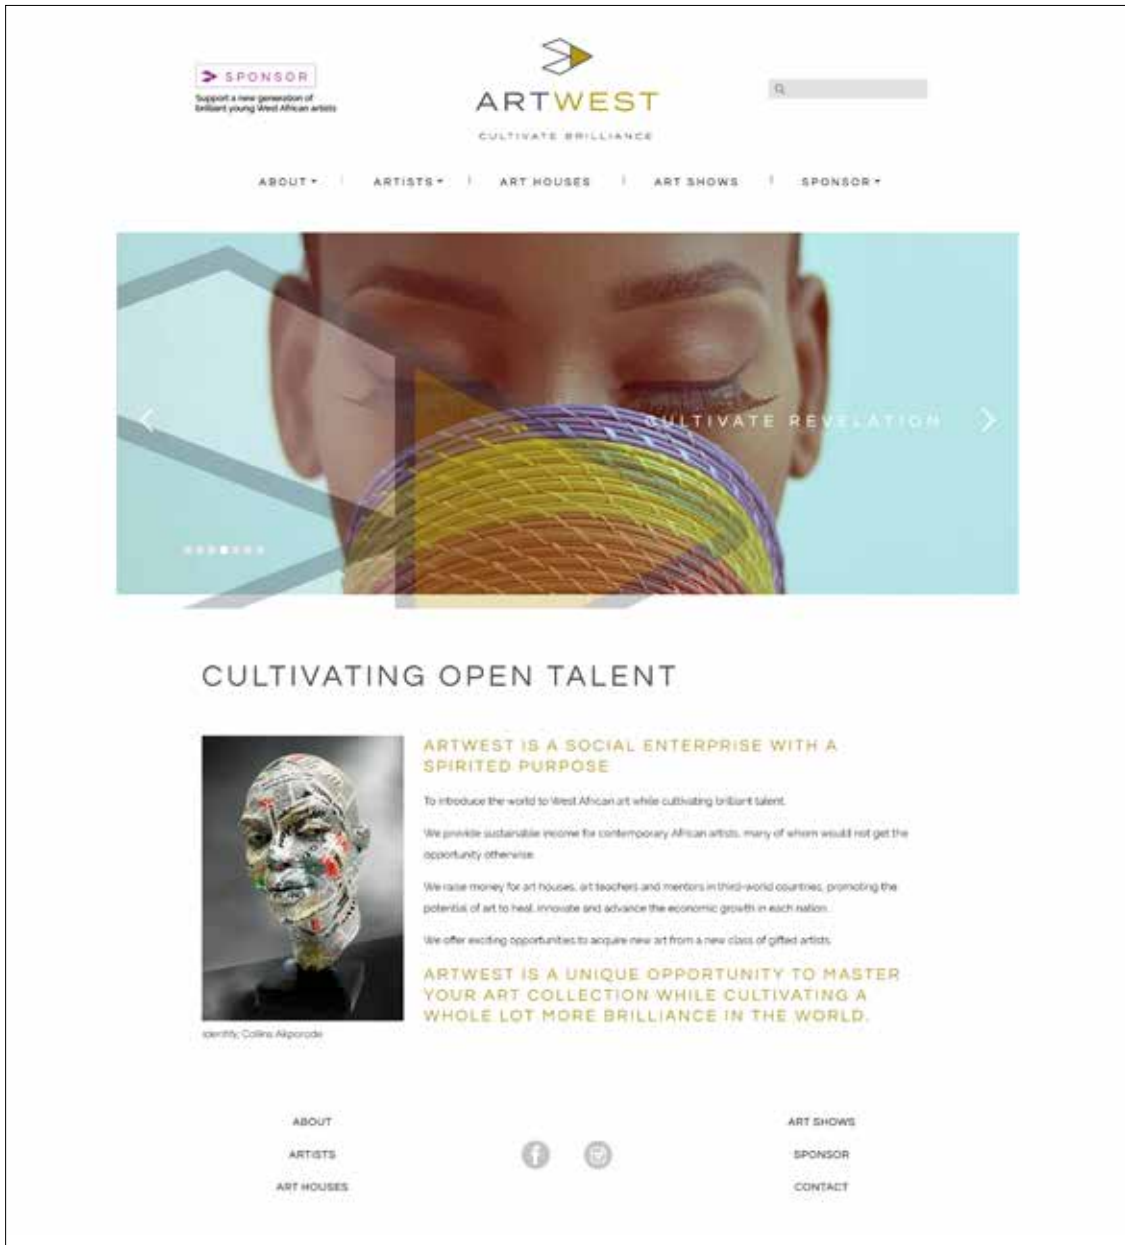 SPONSOR
Support a new generation of
brilliant young West African artists
ARTWEST
CULTIVATE BRILLIANCE
ABOUT
ARTISTS
ART HOUSES
ART SHOWS
SPONSOR
CULTIVATE REVELATION
CULTIVATING OPEN TALENT
ARTWEST IS A SOCIAL ENTERPRISE WITH A
SPIRITED PURPOSE
To introduce the world to West African art while cultivating brilliant talent.
We provide sustainable income for contemporary African artists, many of whom would not get the
opportunity otherwise.
We raise money for art houses, art teachers and mentors in third-world countries, promoting the
potential of art to heal, innovate and advance the economic growth in each nation.
We offer exciting opportunities to acquire new art from a new class of gifted artists.
ARTWEST IS A UNIQUE OPPORTUNITY TO MASTER
YOUR ART COLLECTION WHILE CULTIVATING A
WHOLE LOT MORE BRILLIANCE IN THE WORLD.
Identity, Collins
ABOUT
ARTISTS
ART HOUSES
ART SHOWS
SPONSOR
CONTACT